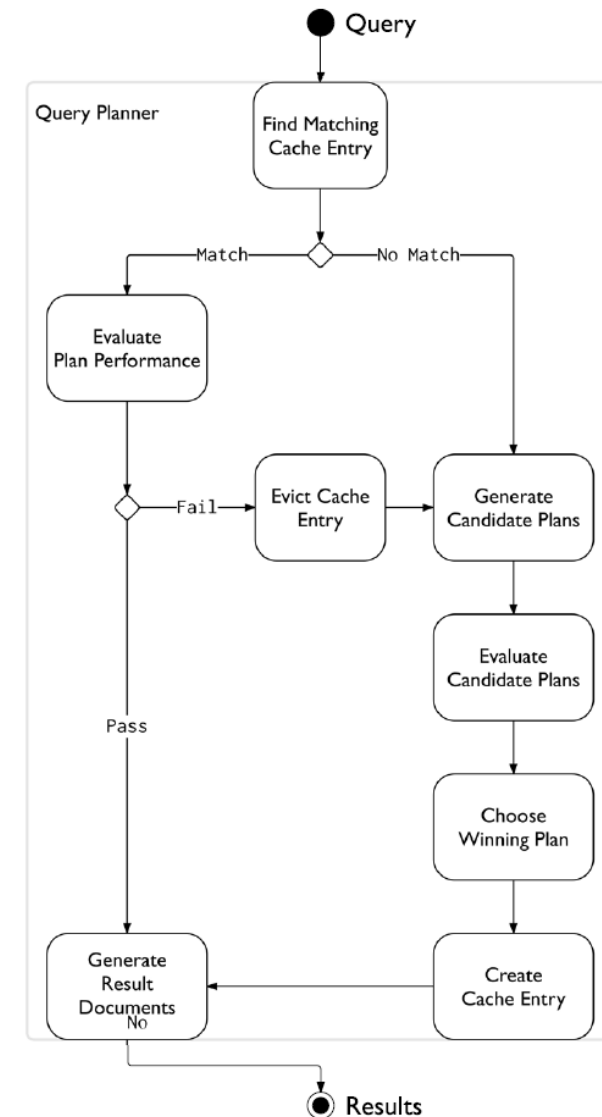 Query
Query Planner
Find Matching
Cache Entry
Match
No Match
Evaluate
Plan Performance
Fail
Evict Cache
Entry
Generate
Candidate Plans
Evaluate
Candidate Plans
Pass
Choose
Winning Plan
Generate
Result
Documents
No
Create
Cache Entry
Results